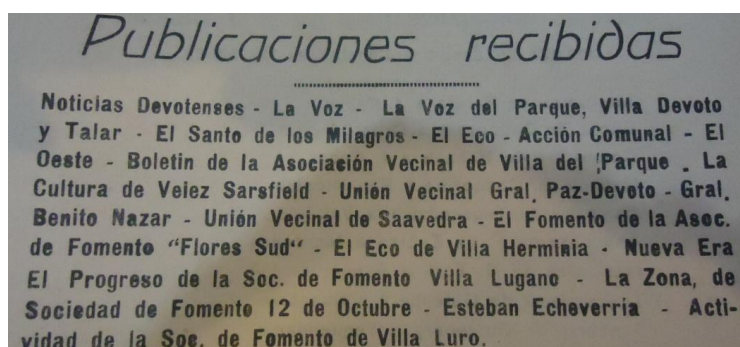 Publicaciones recibidas
Noticias Devotenses - La Voz - La Voz del Parque, Villa Devoto
y Talar - El Santo de los Milagros - El Eco - Acción Comunal - El
Oeste - Boletin de la Asociación Vecinal de Villa del Parque . La
Cultura de Velez Sarsfield - Unión Vecinal Gral. Paz-Devoto - Gral.
Benito Nazar - Unión Vecinal de Saavedra - El Fomento de la Asoc.
de Fomento "Flores Sud" - El Eco de Villa Herminia - Nueva Era
El Progreso de la Soc. de Fomento Villa Lugano - La Zona, de
Sociedad de Fomento 12 de Octubre - Esteban Echeverría - Acti-
vidad de la Soc. de Fomento de Villa Luro.